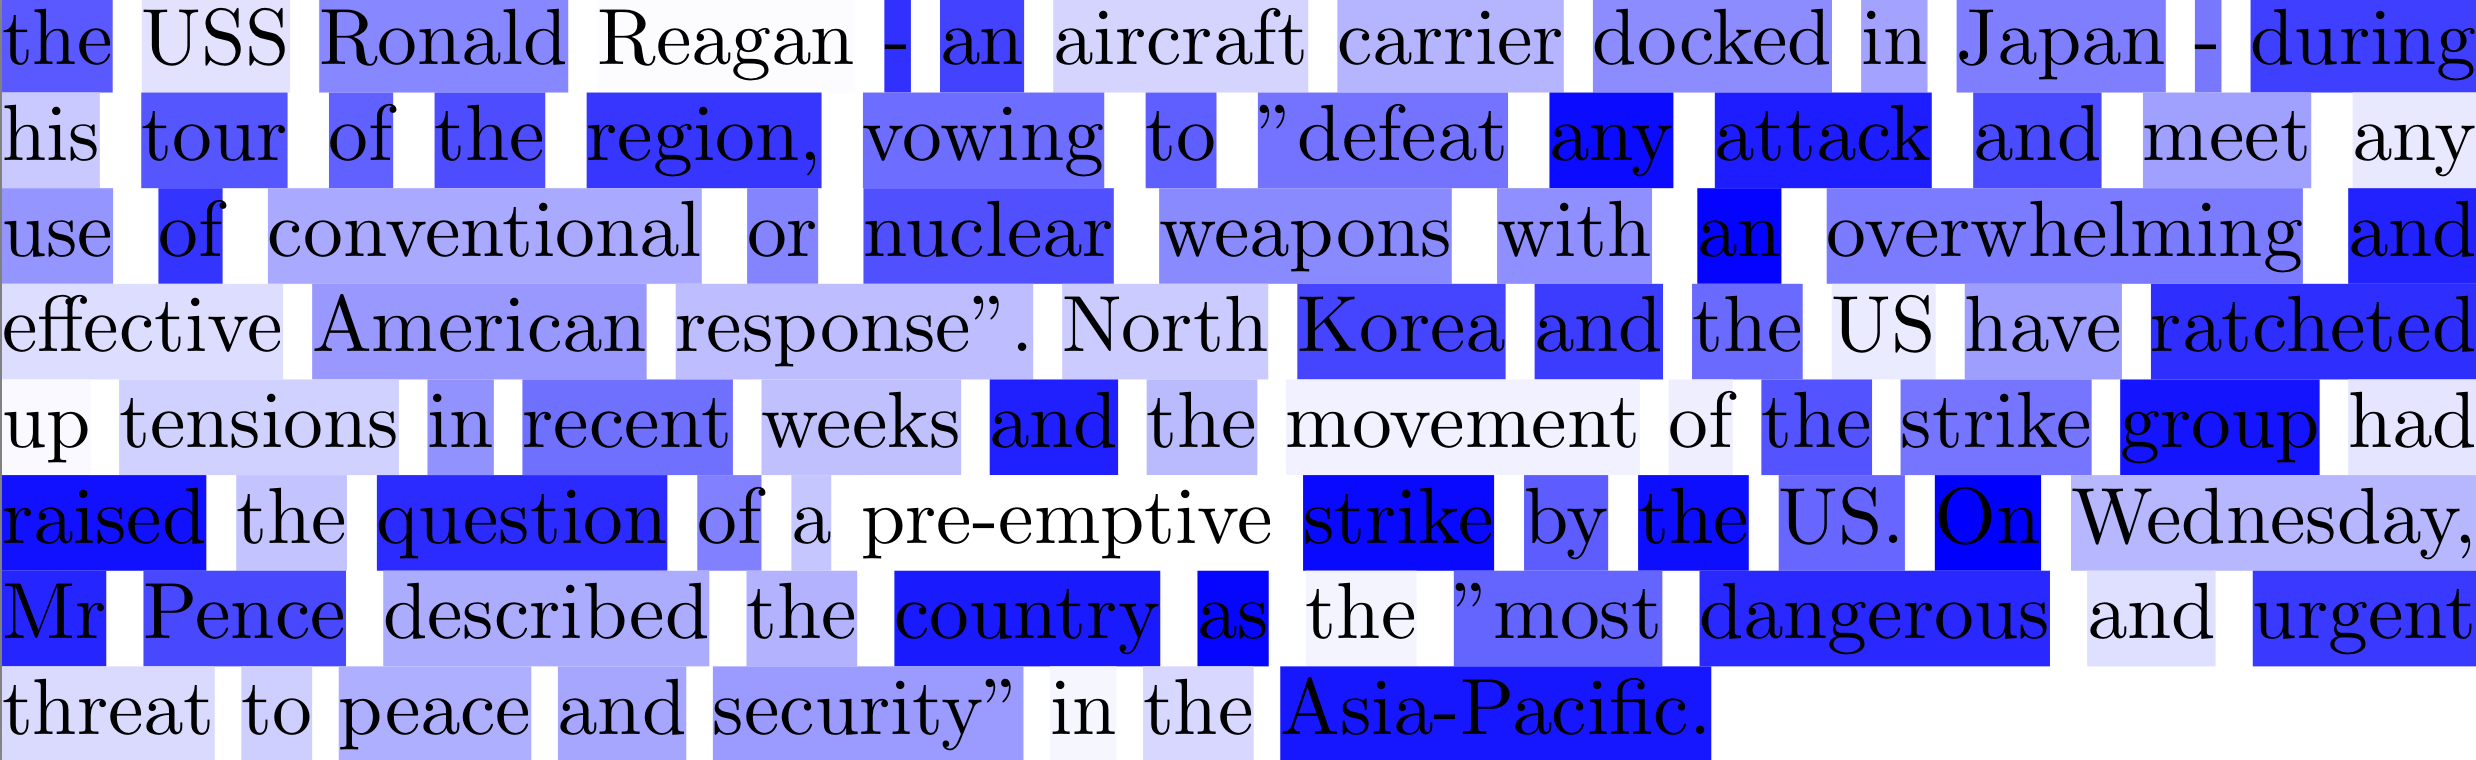 the USS Ronald Reagan - an aircraft carrier docked in Japan - during
his tour of the region, vowing to ”defeat any attack and meet any
use of conventional or nuclear weapons with an overwhelming and
effective American response”. North Korea and the US have ratcheted
up tensions in recent weeks and the movement of the strike group had
raised the question of a pre-emptive strike by the US. On Wednesday,
Mr Pence described the country as the ”most dangerous and urgent
threat to peace and security” in the Asia-Pacific.